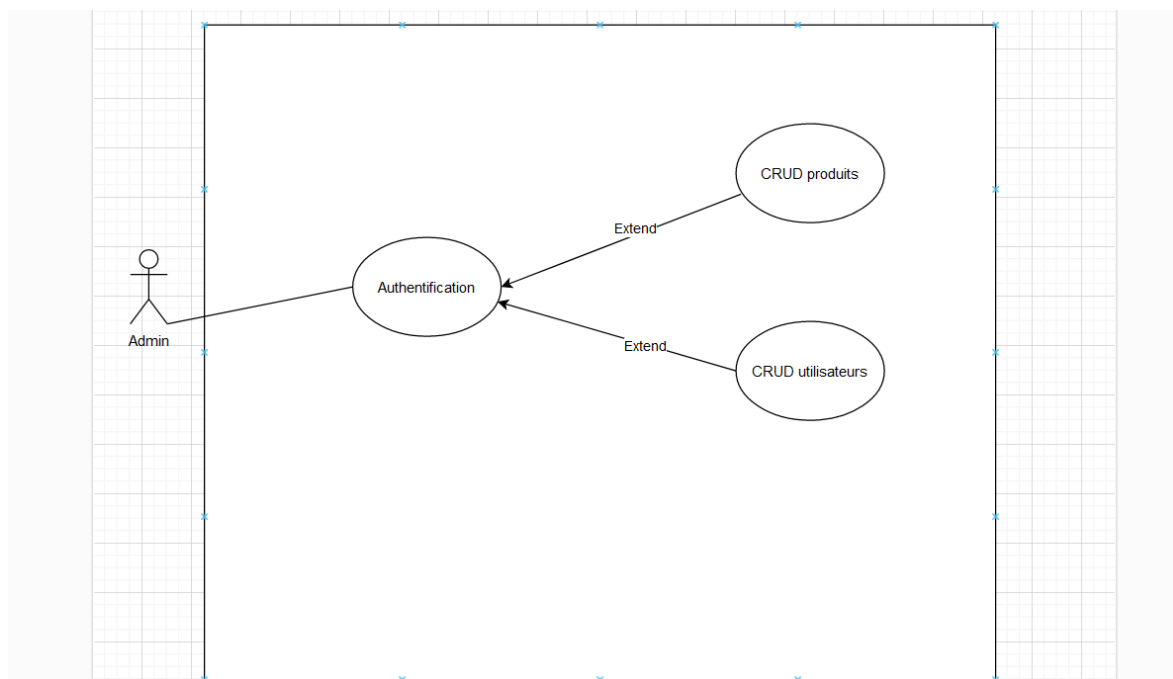 CRUD produits
Extend
Authentification
Admin
Extend
CRUD utilisateurs